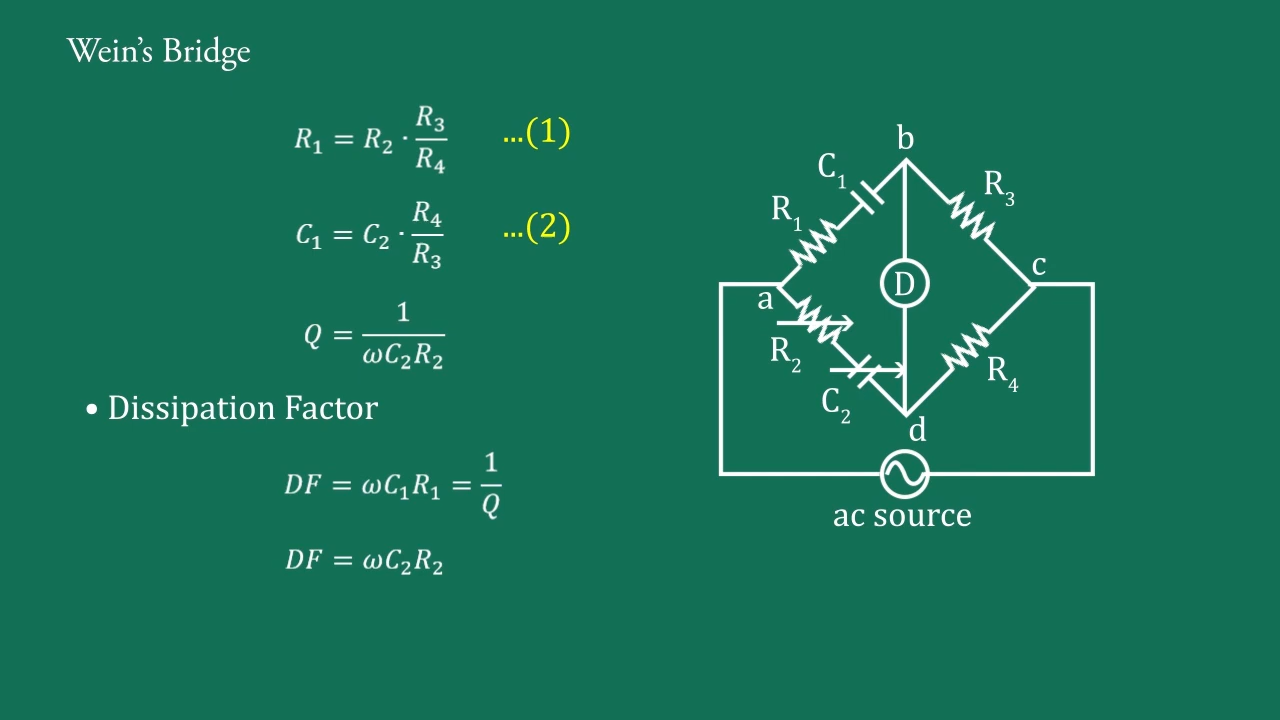 Wein's Bridge
R₁ = R₂ · R₃/R₄ ...(1)
C₁ = C₂ · R₄/R₃ ...(2)
Q = 1/ωC₂R₂
• Dissipation Factor
DF = ωC₁R₁ = 1/Q
DF = ωC₂R₂
b
C₁
R₃
R₁
c
D
a
R₂
R₄
C₂
d
ac source